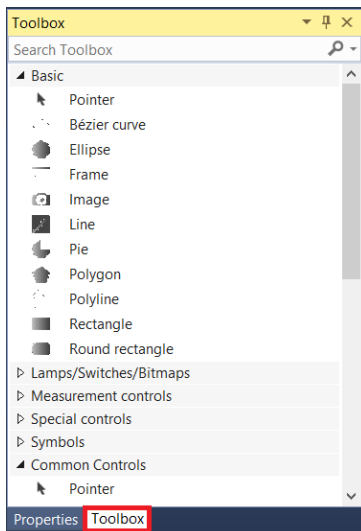 Toolbox
Search Toolbox
Basic
Pointer
Bézier curve
Ellipse
Frame
Image
Line
Pie
Polygon
Polyline
Rectangle
Round rectangle
Lamps/Switches/Bitmaps
Measurement controls
Special controls
Symbols
Common Controls
Pointer
Properties Toolbox